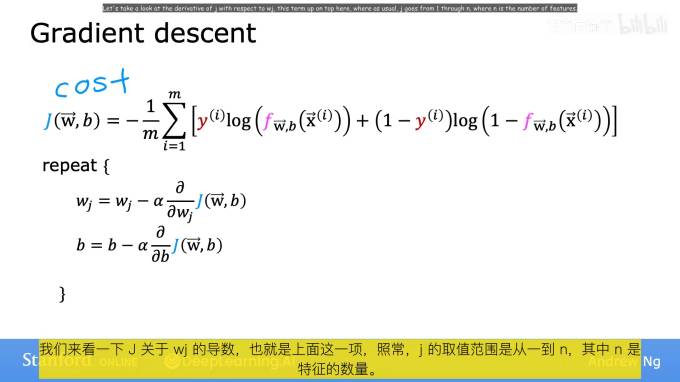 Let's take a look at the derivative of j with respect to wj, this term up on top here, where as usual, j goes from 1 through n, where n is the number of features.
bilibili
Gradient descent
cost
J(w⃗, b) = − 1/m ∑_{i=1}^{m} [y^(i) log (f_{w⃗,b}(x⃗^(i))) + (1 − y^(i)) log (1 − f_{w⃗,b}(x⃗^(i)))]
repeat {
w_j = w_j − α ∂/∂w_j J(w⃗, b)
b = b − α ∂/∂b J(w⃗, b)
}
我们来看一下 J 关于 wj 的导数，也就是上面这一项，照常，j 的取值范围是从一到 n，其中 n 是
特征的数量。
Stanford ONLINE DeepLearning.AI Andrew Ng